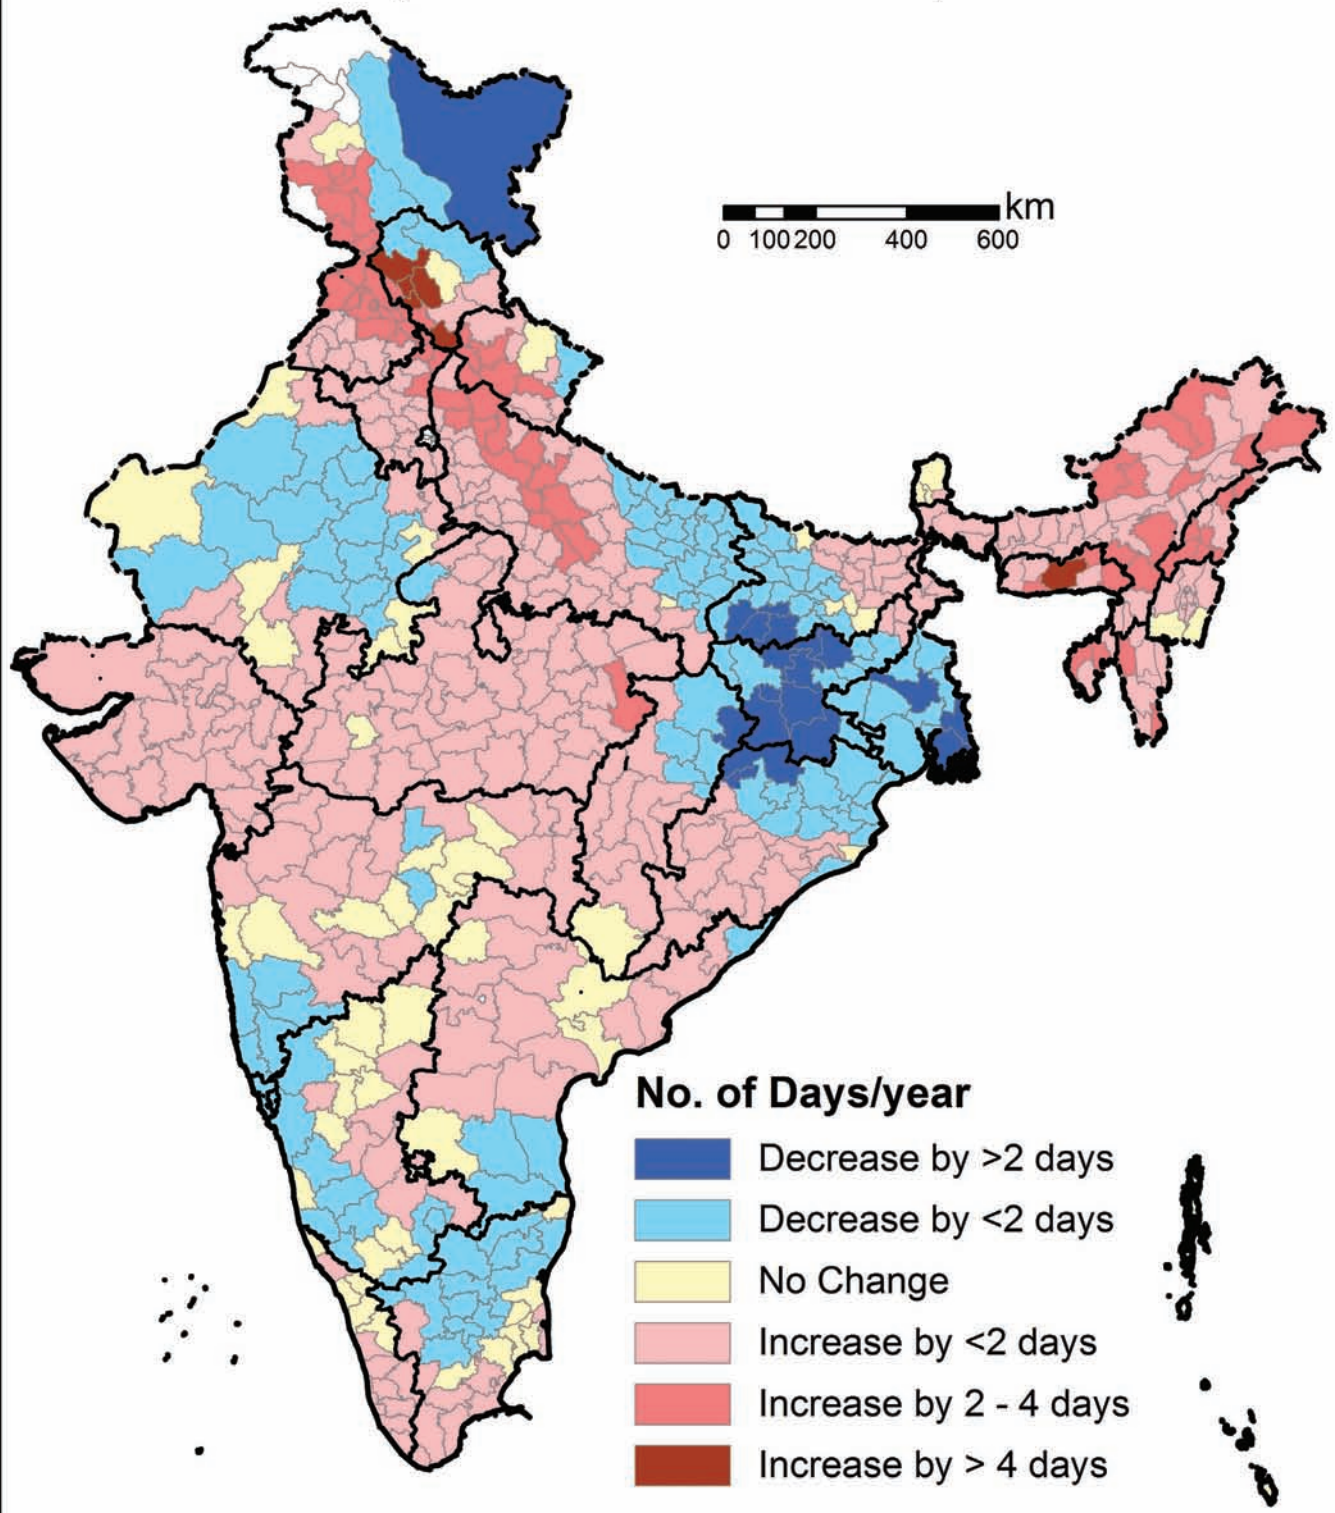 km
0 100 200 400 600
No. of Days/year
Decrease by >2 days
Decrease by <2 days
No Change
Increase by <2 days
Increase by 2 - 4 days
Increase by > 4 days